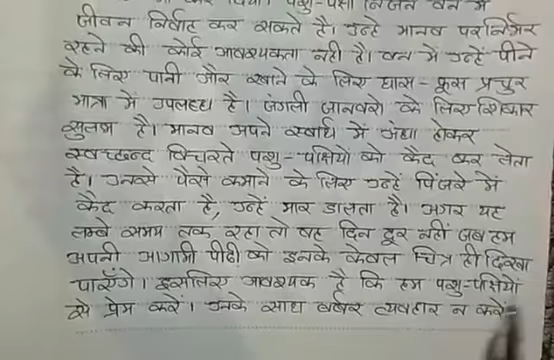 पशु-पक्षी निर्जन वन में
जीवन निर्वाह कर सकते है। उन्हे मानव पर निर्भर
रहने की कोई आवश्यकता नही है। वन में उन्हें पीने
के लिए पानी और खाने के लिए घास-फूस प्रचुर
मात्रा में उपलब्ध है। जंगली जानवरो के लिए शिकार
सुलभ है। मानव अपने स्वार्थ में अंधा होकर
स्वच्छन्द विचरते पशु-पक्षियों को कैद कर लेता
है। उनसे पैसे कमाने के लिए उन्हें पिंजरे में
कैद करता है, उन्हें मार डालता है। अगर यह
लम्बे समय तक रहा तो वह दिन दूर नहीं जब हम
अपनी आगामी पीढ़ी को इनके केवल चित्र ही दिखा
पाएँगे। इसलिए आवश्यक है कि हम पशु-पक्षियों
से प्रेम करें। उनके साथ बर्बर व्यवहार न करें